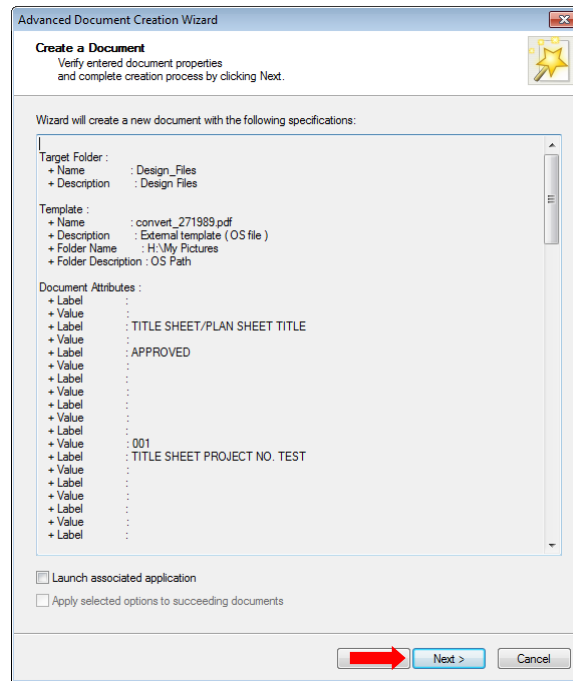 Advanced Document Creation Wizard
Create a Document
Verify entered document properties
and complete creation process by clicking Next.
Wizard will create a new document with the following specifications:
Target Folder :
+ Name : Design_Files
+ Description : Design Files
Template :
+ Name : convert_271989.pdf
+ Description : External template ( OS file )
+ Folder Name : H:\My Pictures
+ Folder Description : OS Path
Document Attributes :
+ Label :
+ Value :
+ Label : TITLE SHEET/PLAN SHEET TITLE
+ Value :
+ Label : APPROVED
+ Value :
+ Label :
+ Value :
+ Label :
+ Value :
+ Label :
+ Value : 001
+ Label : TITLE SHEET PROJECT NO. TEST
+ Value :
+ Label :
+ Value :
+ Label :
+ Value :
+ Label :
Launch associated application
Apply selected options to succeeding documents
Next >
Cancel